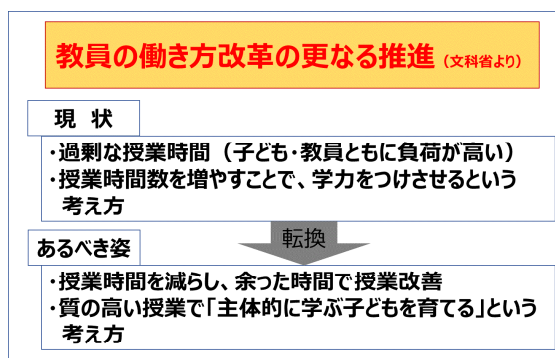 教員の働き方改革の更なる推進（文科省より）
現 状
・過剰な授業時間（子ども・教員ともに負荷が高い）
・授業時間数を増やすことで、学力をつけさせるという
考え方
転換
あるべき姿
・授業時間を減らし、余った時間で授業改善
・質の高い授業で「主体的に学ぶ子どもを育てる」という
考え方